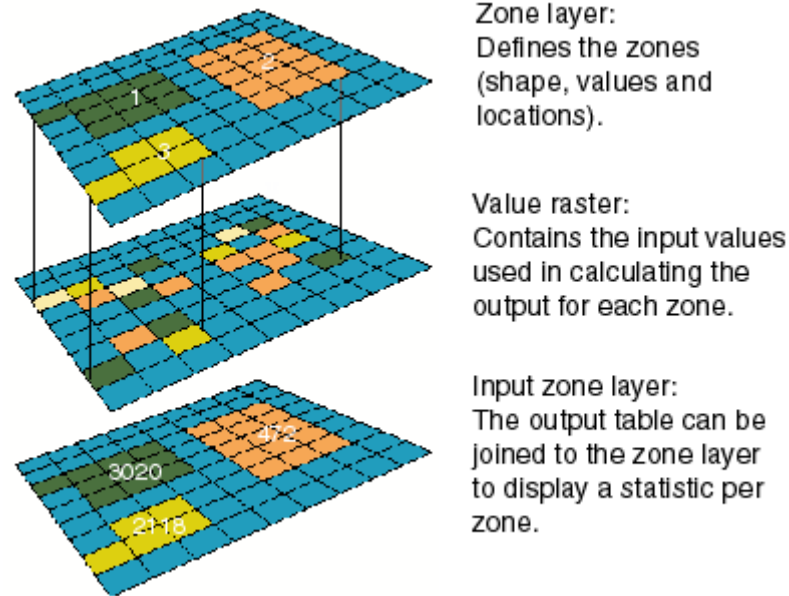 Zone layer:
Defines the zones
(shape, values and
locations).
2
1
3
Value raster:
Contains the input values
used in calculating the
output for each zone.
Input zone layer:
The output table can be
joined to the zone layer
to display a statistic per
zone.
472
3020
2118